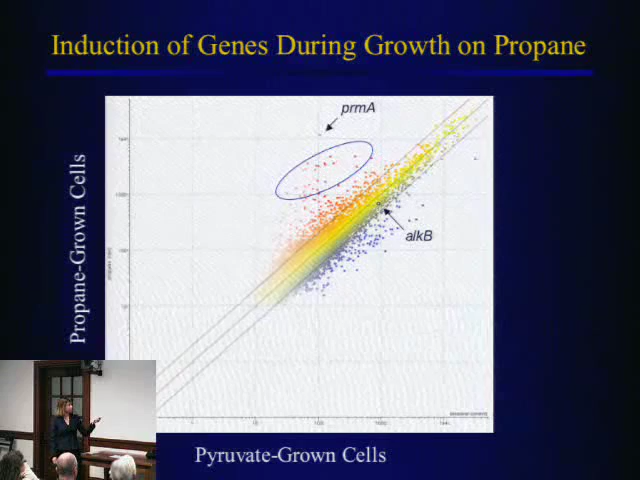 Induction of Genes During Growth on Propane
prmA
alkB
Propane-Grown Cells
Pyruvate-Grown Cells